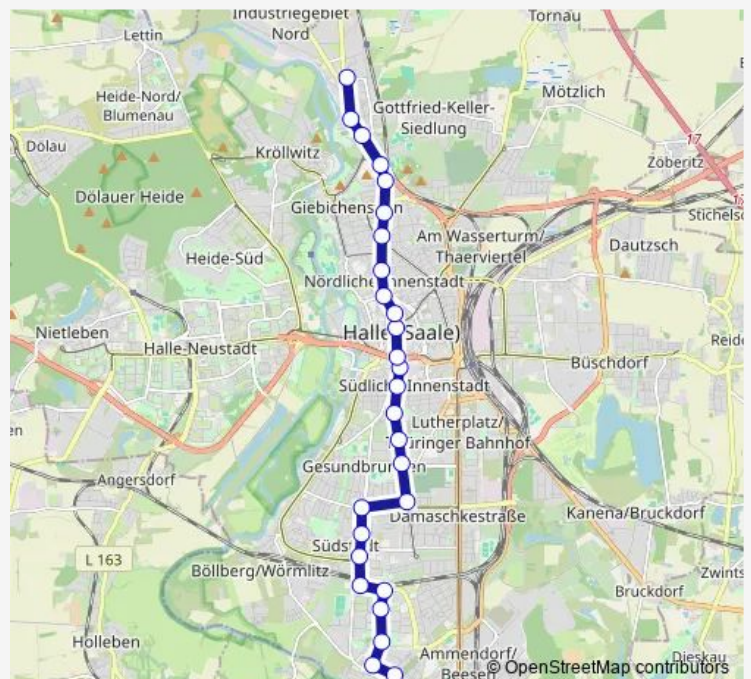 Industriegebiet
Nord
Tornau
Lettin
Heide-Nord/
Blumenau
Mötzlich
Gottfried-Keller-
Siedlung
17
Dölau
Kröllwitz
Zöberitz
Dölauer Heide
Giebichenstein
Am Wasserturm/
Thaerviertel
Dautzsch
Heide-Süd
Nördliche Innenstadt
Nietleben
Halle (Saale)
Halle-Neustadt
Büschdorf
Südliche Innenstadt
Lutherplatz/
Thüringer Bahnhof
Gesundbrunnen
Angersdorf
Damaschkestraße
Kanena/Bruckdorf
Südstadt
L 163
Böllberg/Wörmlitz
Bruckdorf
Holleben
Ammendorf/
Beesen
Dieskau
© OpenStreetMap contributors